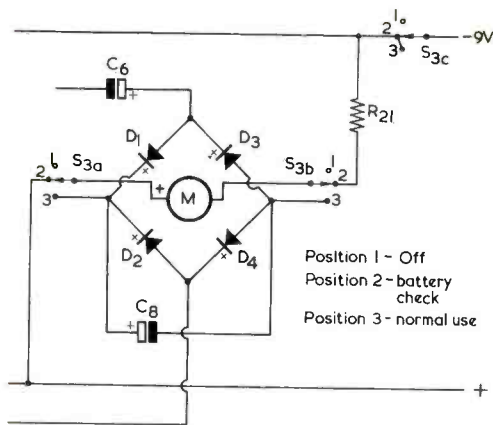 1
2
3
S3c
-9V
C6
+
R21
D1
D3
x
x
1
2
S3a
3
+
M
S3b
1
2
3
D2
D4
x
x
Position 1 - Off
Position 2 - battery
check
Position 3 - normal use
+
C8
+